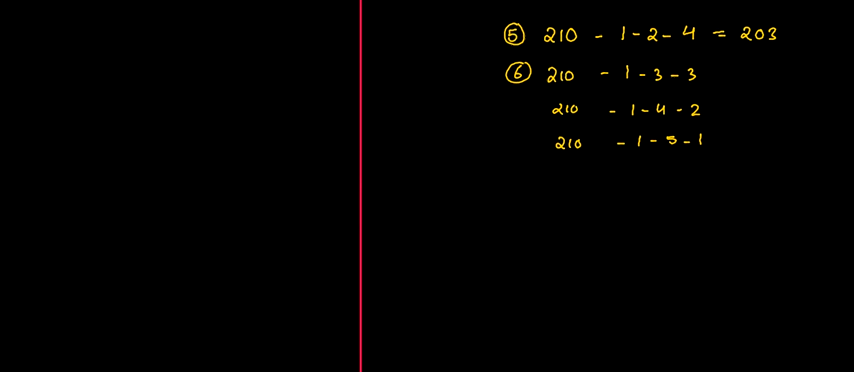 ⑤ 210 - 1 - 2 - 4 = 203
⑥ 210 - 1 - 3 - 3
210 - 1 - 4 - 2
210 - 1 - 5 - 1